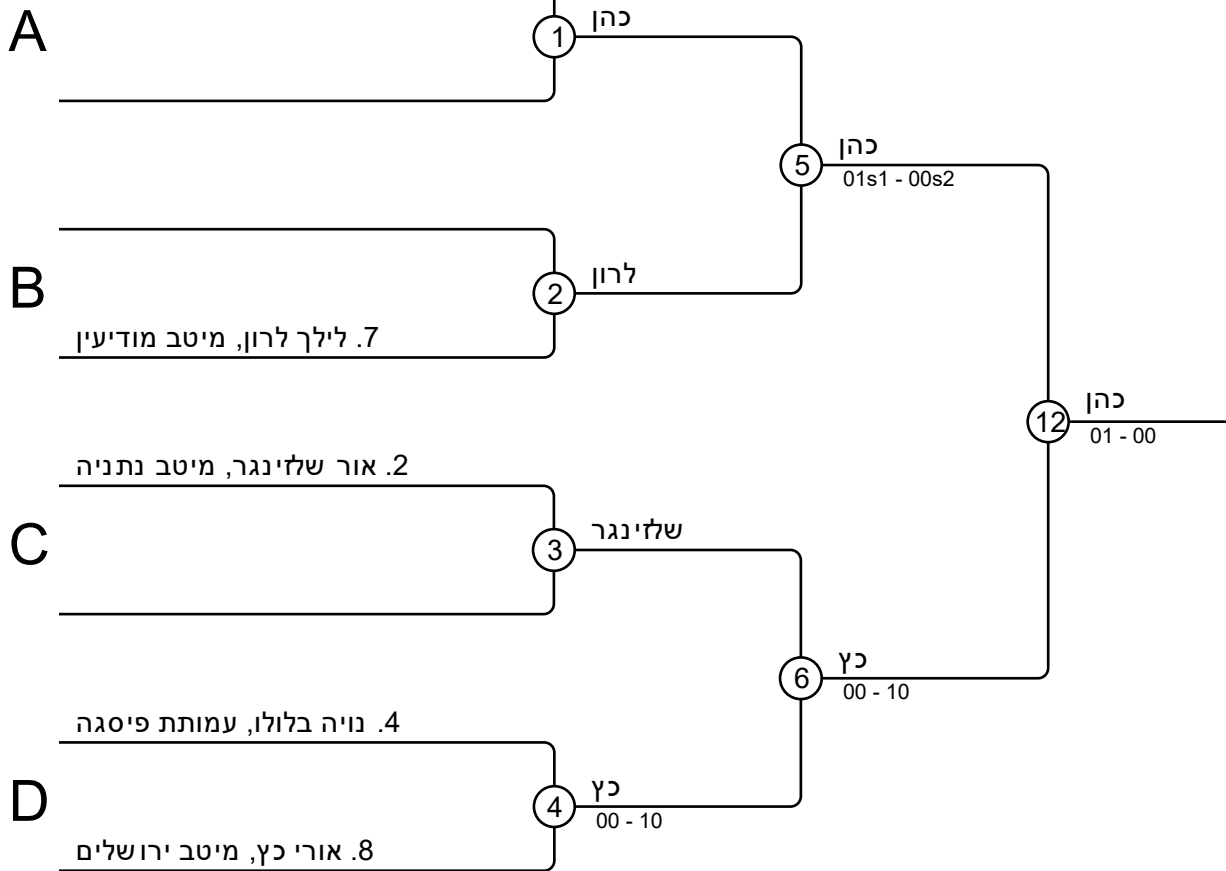 A
1
כהן
5
כהן
01s1 - 00s2
B
2
לרון
7. לילך לרון, מיטב מודיעין
12
כהן
01 - 00
2. אור שלזינגר, מיטב נתניה
C
3
שלזינגר
6
כץ
00 - 10
4. נויה בלולו, עמותת פיסגה
D
4
כץ
00 - 10
8. אורי כץ, מיטב ירושלים